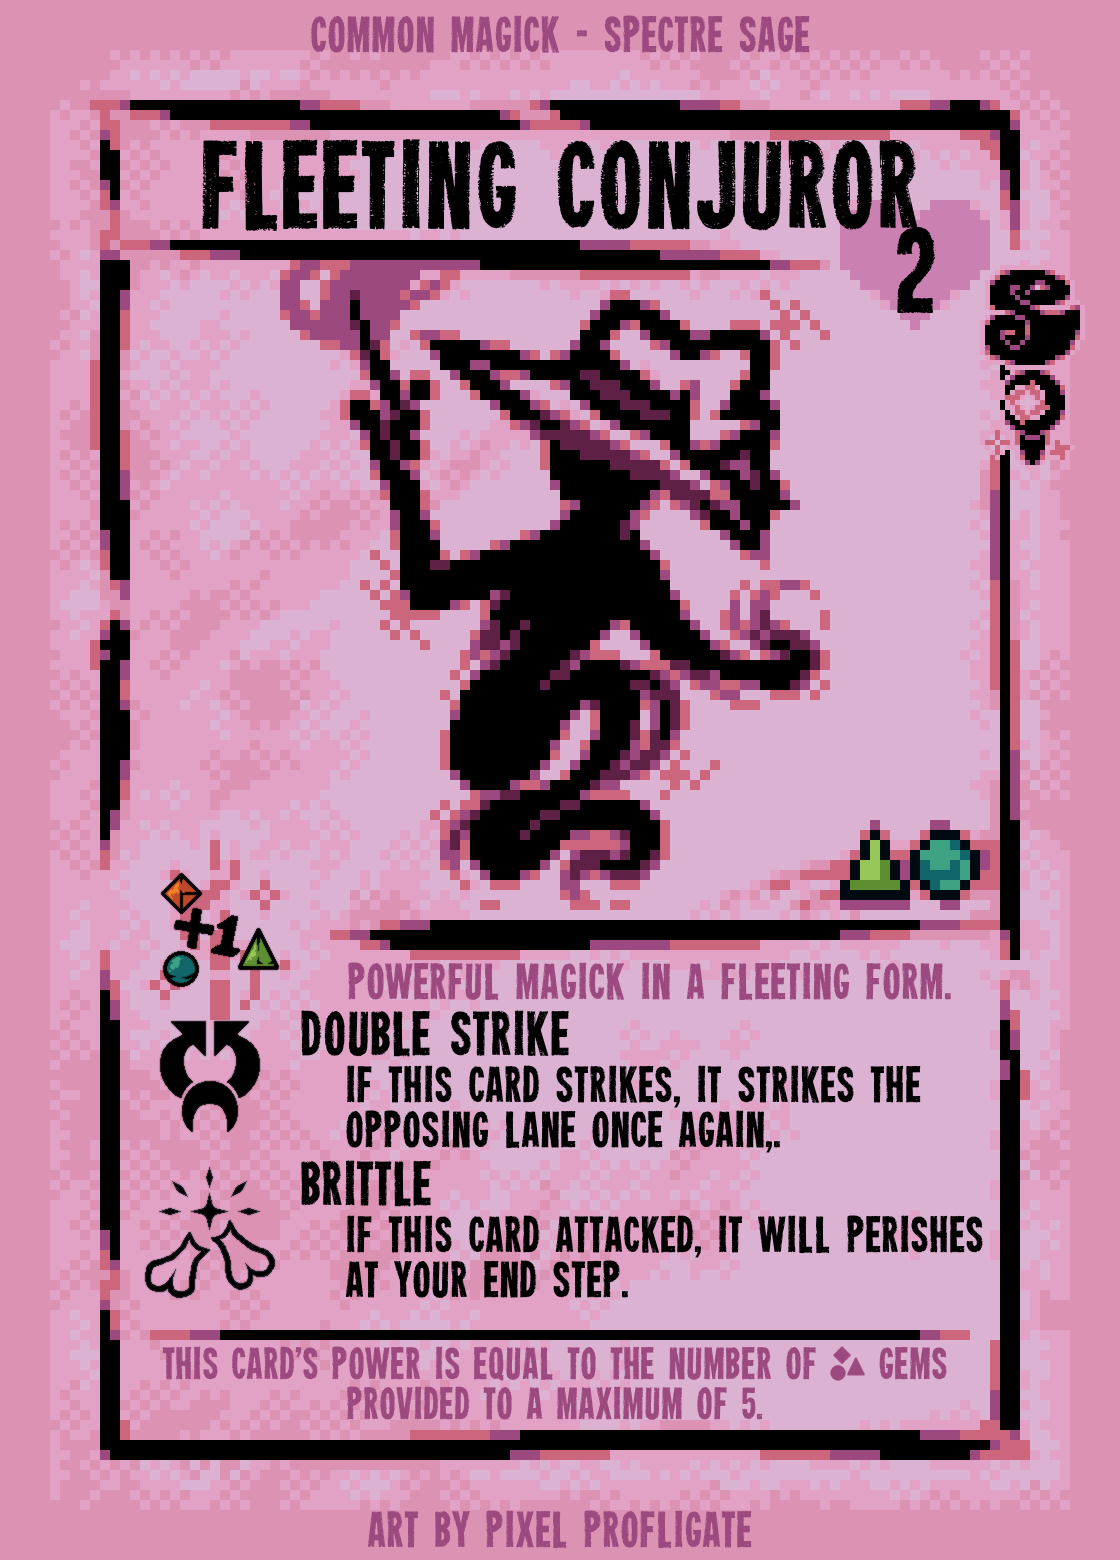 COMMON MAGICK - SPECTRE SAGE
FLEETING CONJUROR
2
+1
POWERFUL MAGICK IN A FLEETING FORM.
DOUBLE STRIKE
IF THIS CARD STRIKES, IT STRIKES THE
OPPOSING LANE ONCE AGAIN,.
BRITTLE
IF THIS CARD ATTACKED, IT WILL PERISHES
AT YOUR END STEP.
THIS CARD'S POWER IS EQUAL TO THE NUMBER OF GEMS
PROVIDED TO A MAXIMUM OF 5.
ART BY PIXEL PROFLIGATE